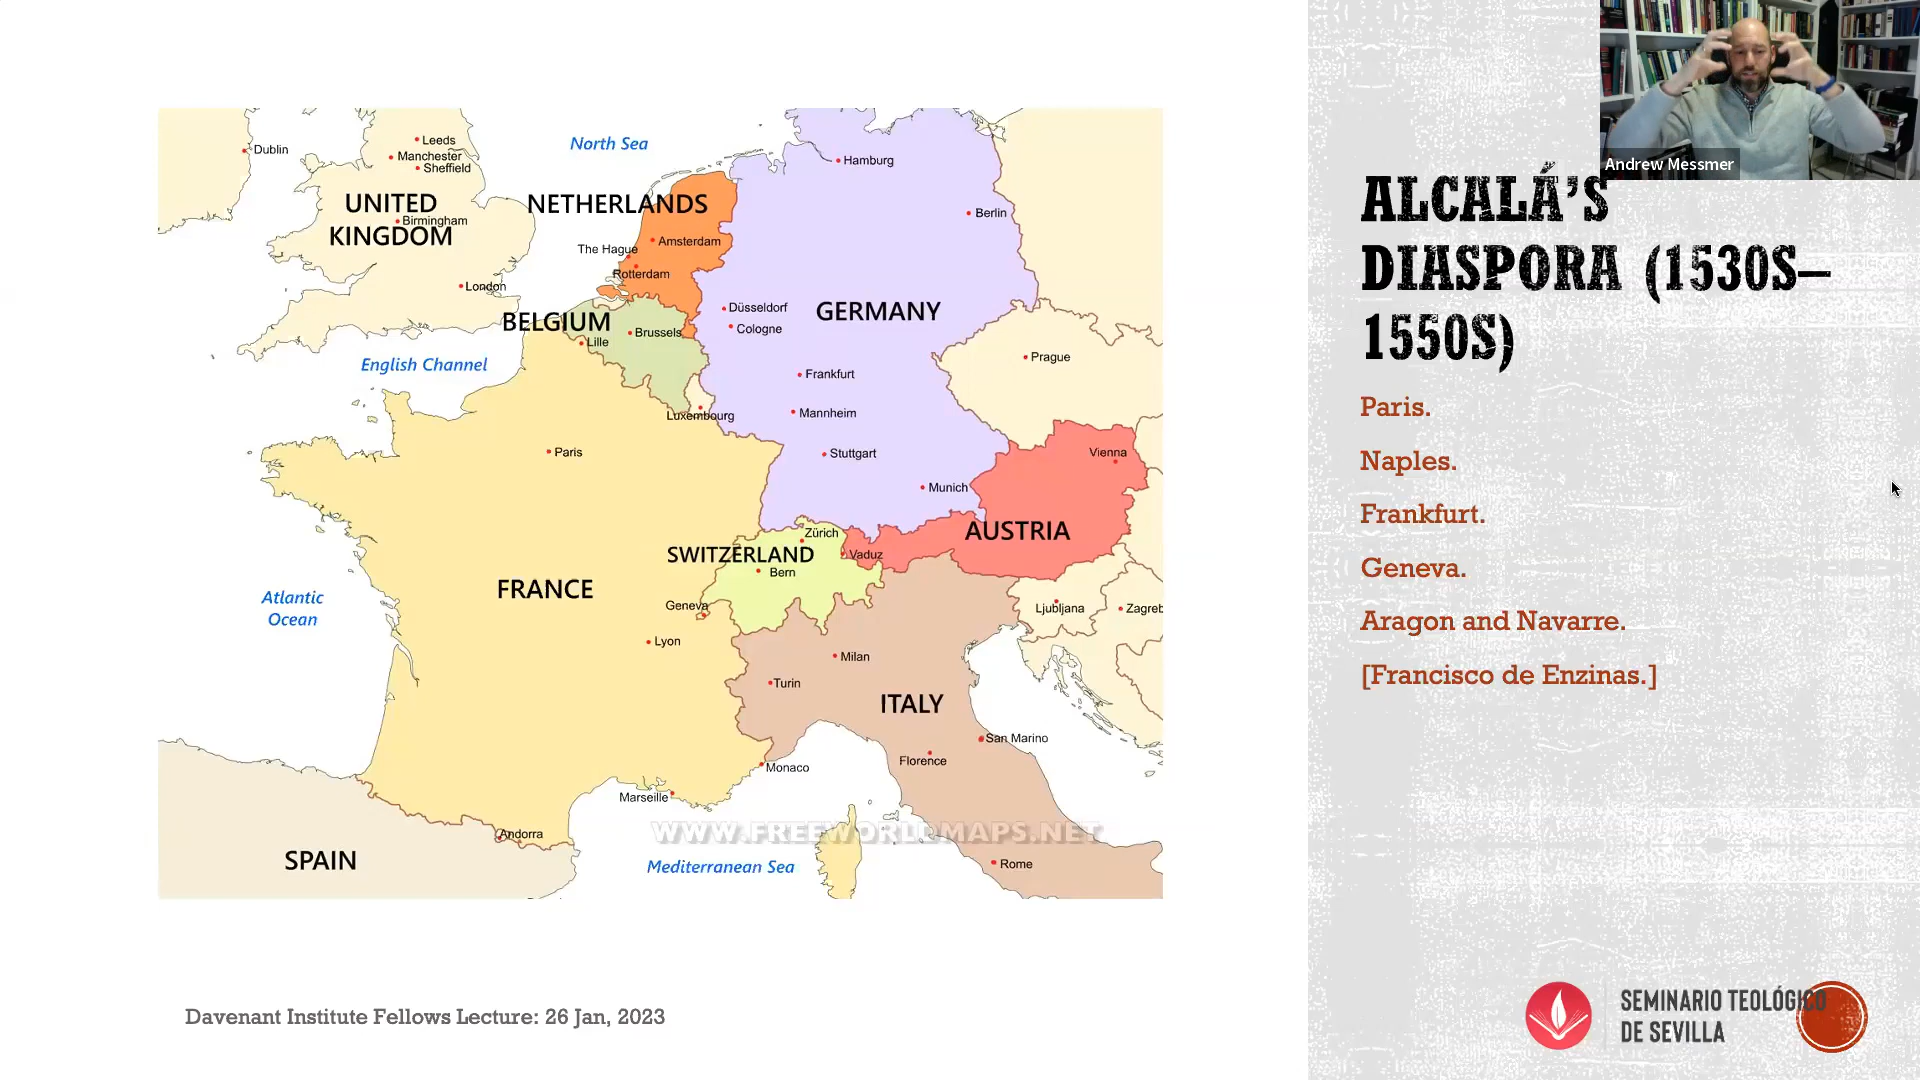 Andrew Messmer
ALCALÁ'S
DIASPORA (1530S–
1550S)
Paris.
Naples.
Frankfurt.
Geneva.
Aragon and Navarre.
[Francisco de Enzinas.]
North Sea
Dublin
Leeds
Manchester
Sheffield
UNITED
Birmingham
KINGDOM
London
NETHERLANDS
The Hague
Amsterdam
Rotterdam
Hamburg
Berlin
BELGIUM
Brussels
Lille
English Channel
Düsseldorf
Cologne
GERMANY
Frankfurt
Mannheim
Luxembourg
Stuttgart
Munich
Prague
Paris
Vienna
AUSTRIA
Zürich
SWITZERLAND
Vaduz
Bern
FRANCE
Geneva
Atlantic
Ocean
Lyon
Ljubljana
Zagreb
Milan
Turin
ITALY
San Marino
Florence
Monaco
Marseille
Andorra
WWW.FREEWORLDMAPS.NET
SPAIN
Mediterranean Sea
Rome
Davenant Institute Fellows Lecture: 26 Jan, 2023
SEMINARIO TEOLÓGICO
DE SEVILLA